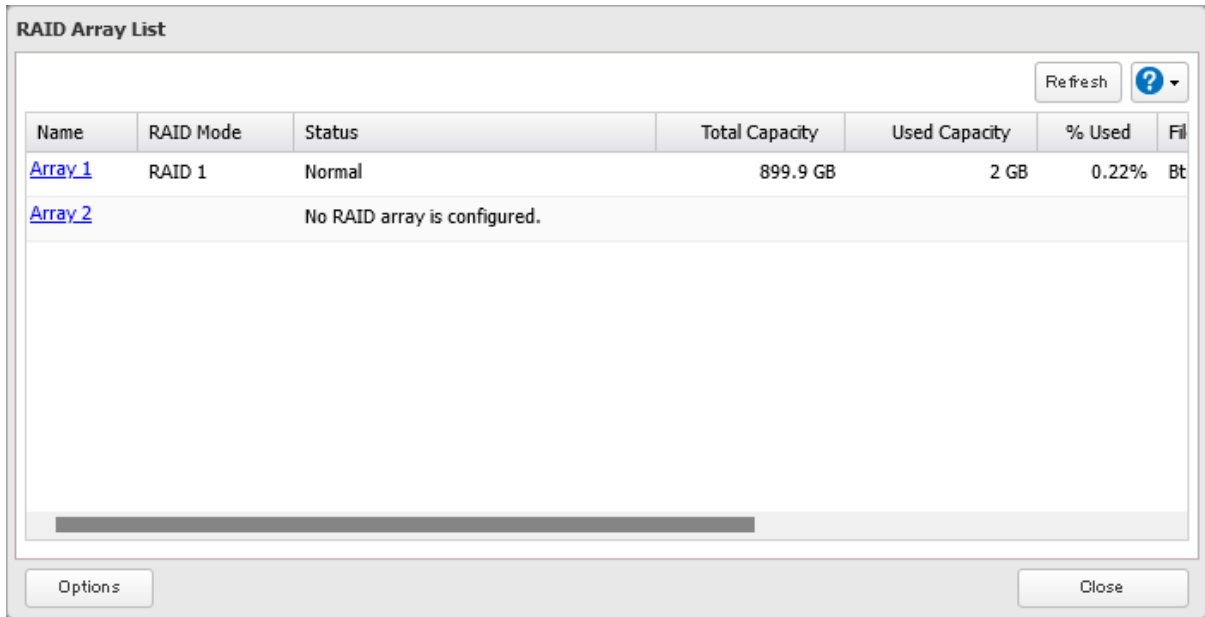 RAID Array List
Refresh ?
Name RAID Mode Status Total Capacity Used Capacity % Used Fil
Array 1 RAID 1 Normal 899.9 GB 2 GB 0.22% Bt
Array 2 No RAID array is configured.
Options Close